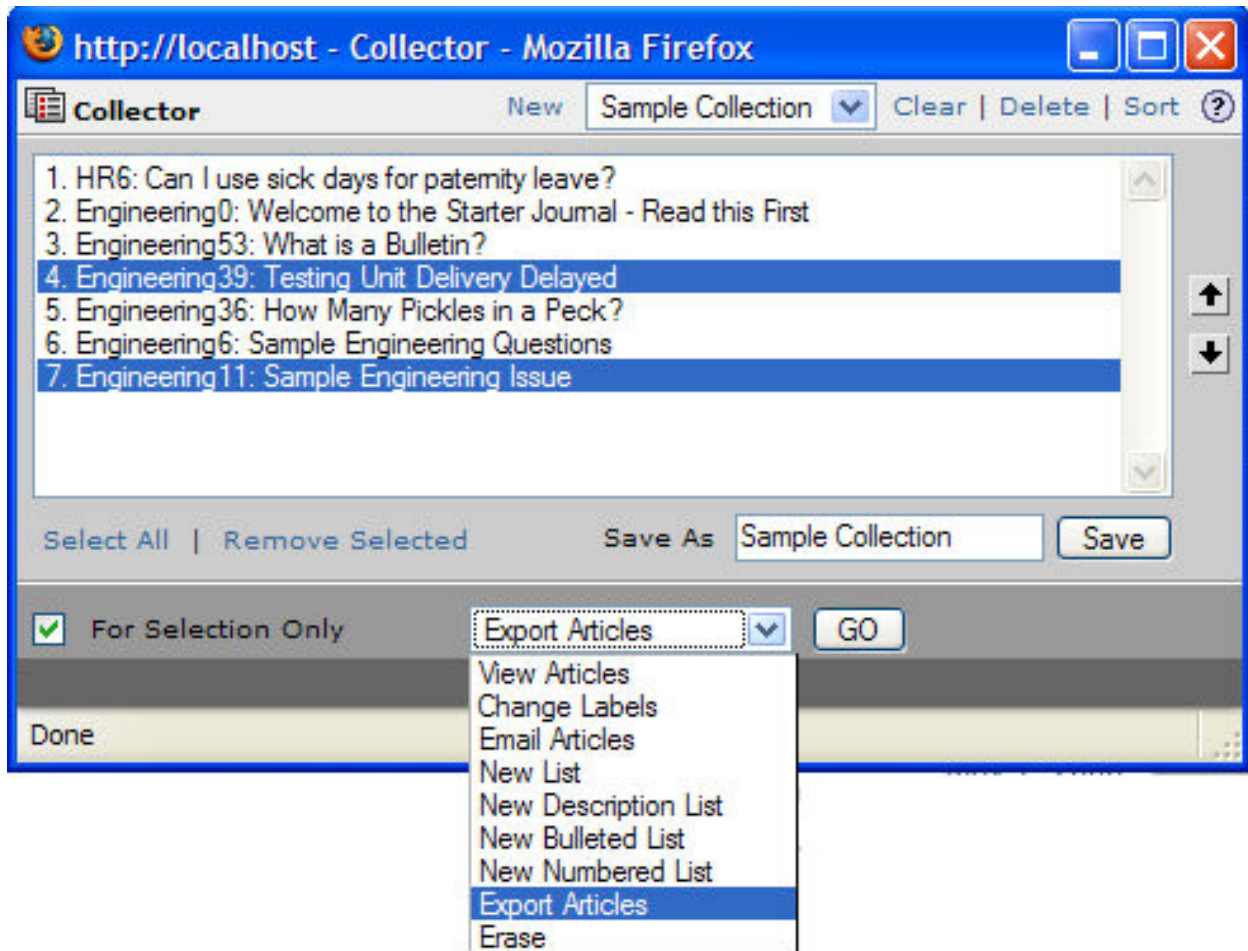 http://localhost - Collector - Mozilla Firefox
Collector New Sample Collection Clear | Delete | Sort ?
1. HR6: Can I use sick days for paternity leave?
2. Engineering0: Welcome to the Starter Journal - Read this First
3. Engineering53: What is a Bulletin?
4. Engineering39: Testing Unit Delivery Delayed
5. Engineering36: How Many Pickles in a Peck?
6. Engineering6: Sample Engineering Questions
7. Engineering11: Sample Engineering Issue
Select All | Remove Selected Save As Sample Collection Save
For Selection Only Export Articles GO
View Articles
Change Labels
Done
Email Articles
New List
New Description List
New Bulleted List
New Numbered List
Export Articles
Erase